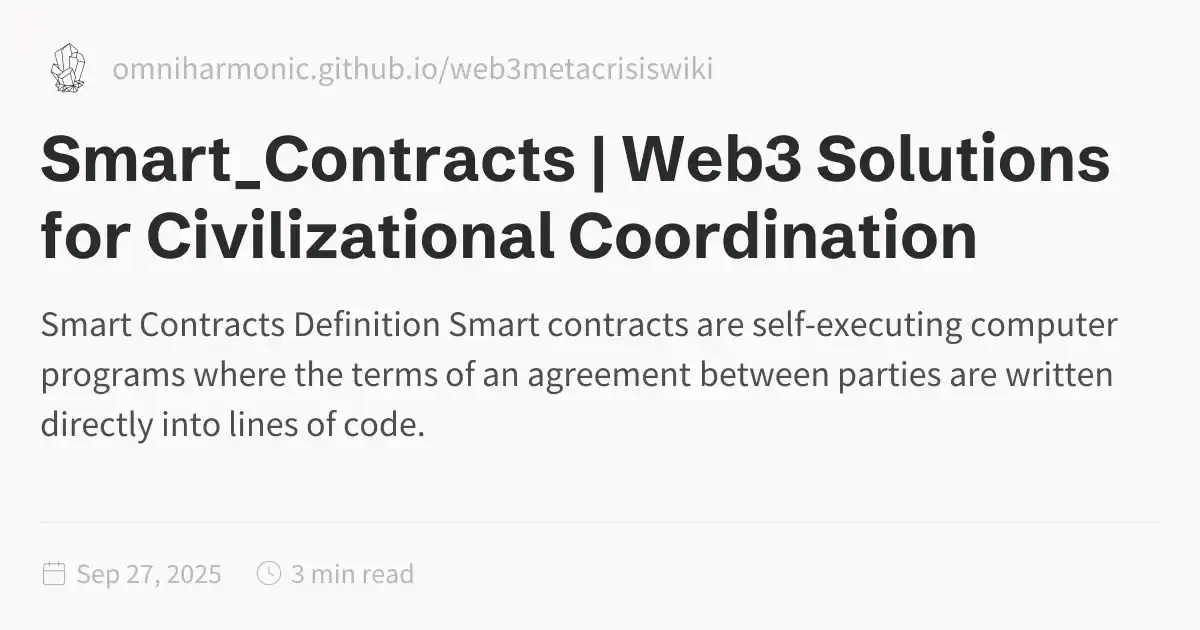 omniharmonic.github.io/web3metacrisiswiki
Smart_Contracts | Web3 Solutions
for Civilizational Coordination
Smart Contracts Definition Smart contracts are self-executing computer
programs where the terms of an agreement between parties are written
directly into lines of code.
Sep 27, 2025 3 min read